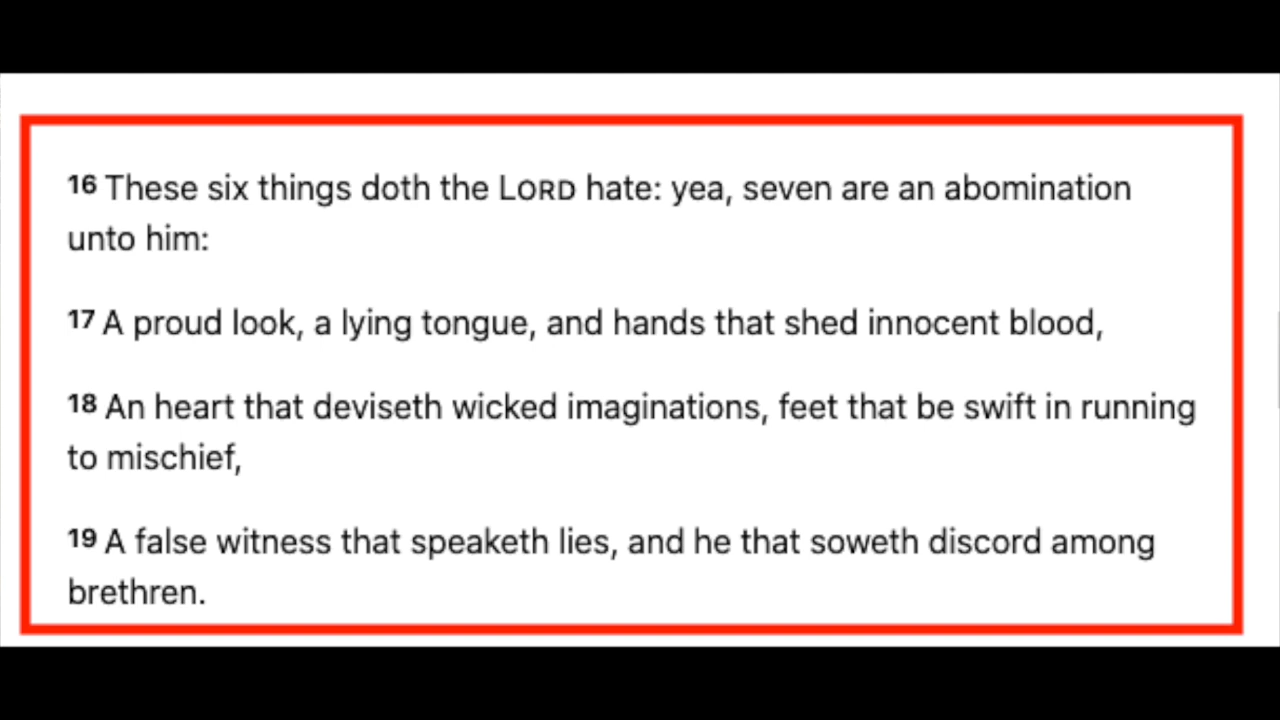 16 These six things doth the LORD hate: yea, seven are an abomination
unto him:
17 A proud look, a lying tongue, and hands that shed innocent blood,
18 An heart that deviseth wicked imaginations, feet that be swift in running
to mischief,
19 A false witness that speaketh lies, and he that soweth discord among
brethren.